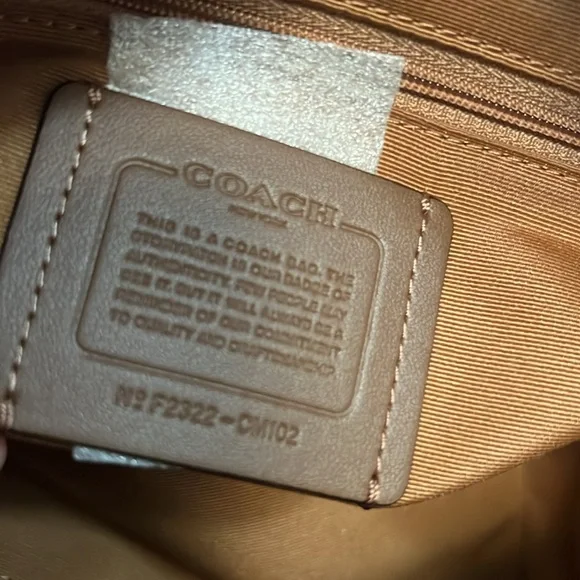 COACH
NEW YORK
THIS IS A COACH BAG. THE
STORYPATCH IS OUR BADGE OF
AUTHENTICITY. FEW PEOPLE MAY
SEE IT, BUT IT WILL ALWAYS BE A
REMINDER OF OUR COMMITMENT
TO QUALITY AND CRAFTSMANSHIP.
Nº F2322-CM102